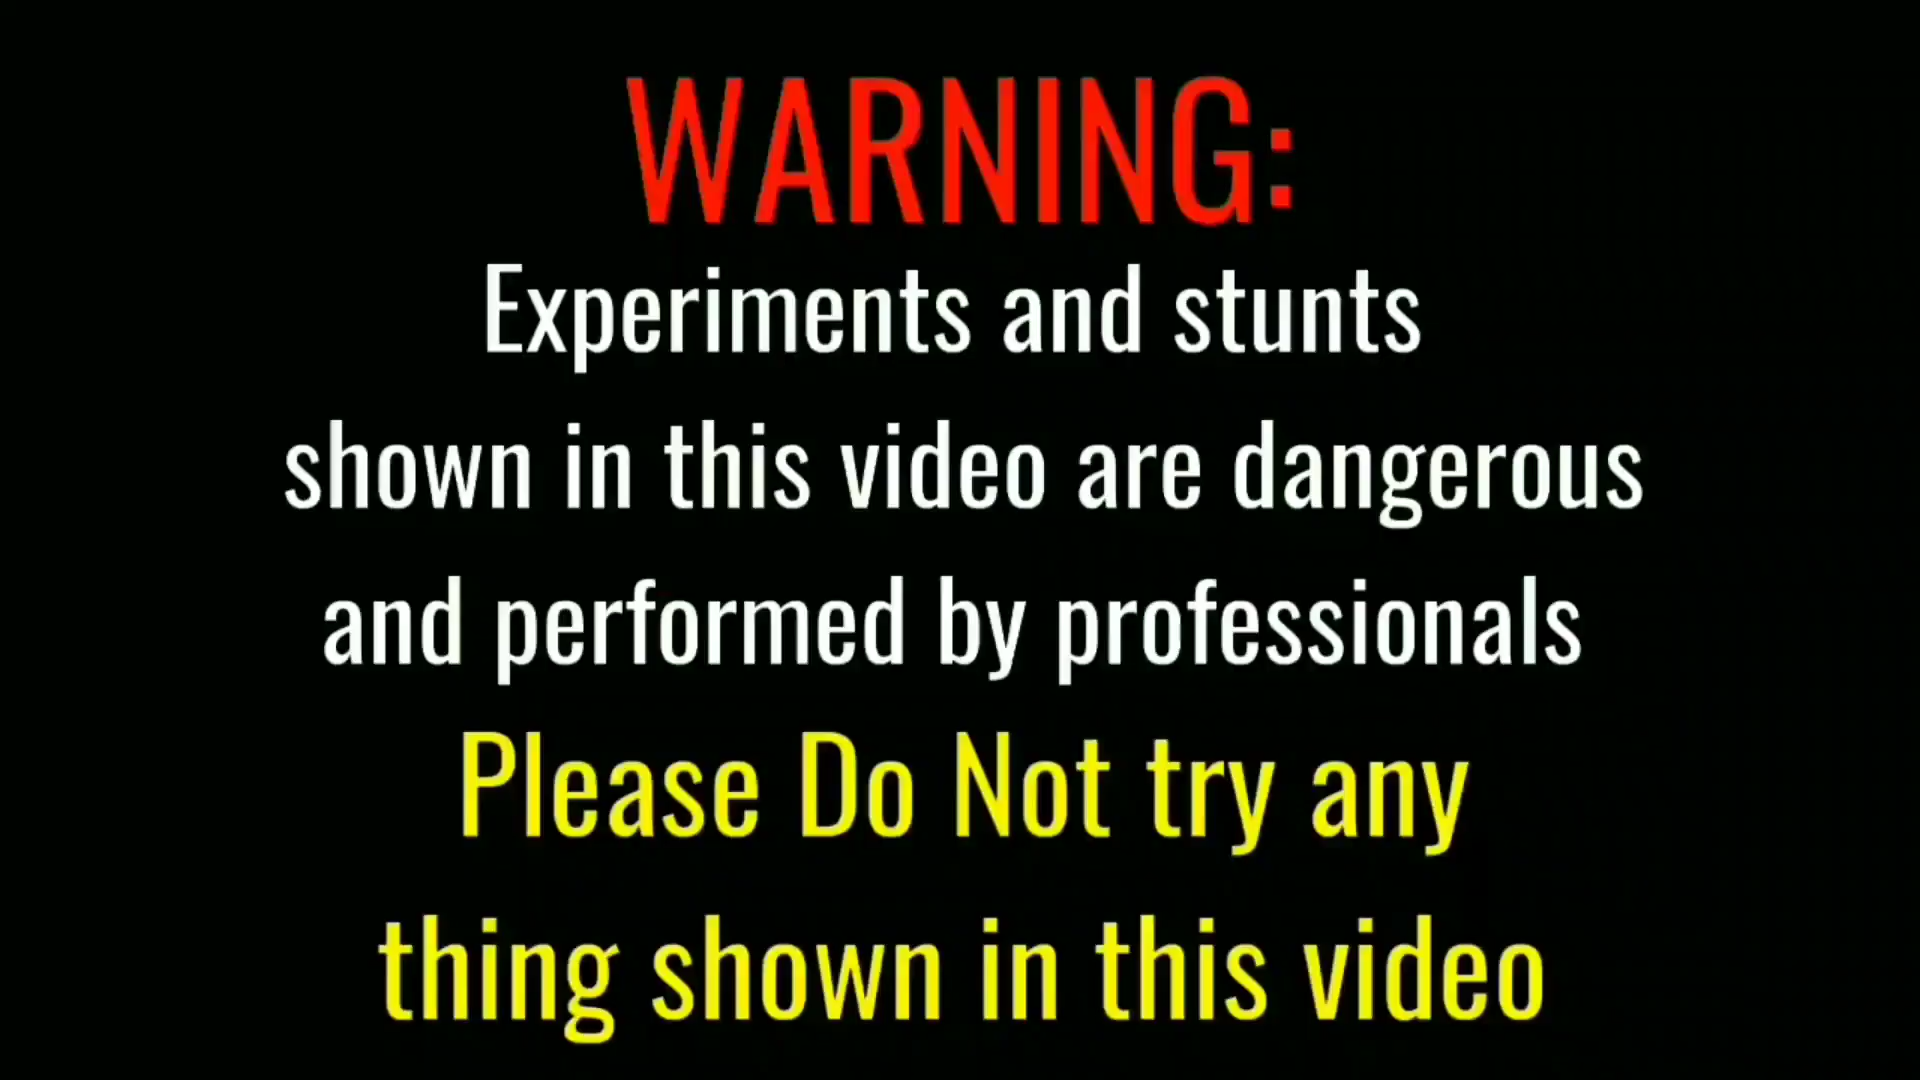 WARNING:
Experiments and stunts
shown in this video are dangerous
and performed by professionals
Please Do Not try any
thing shown in this video